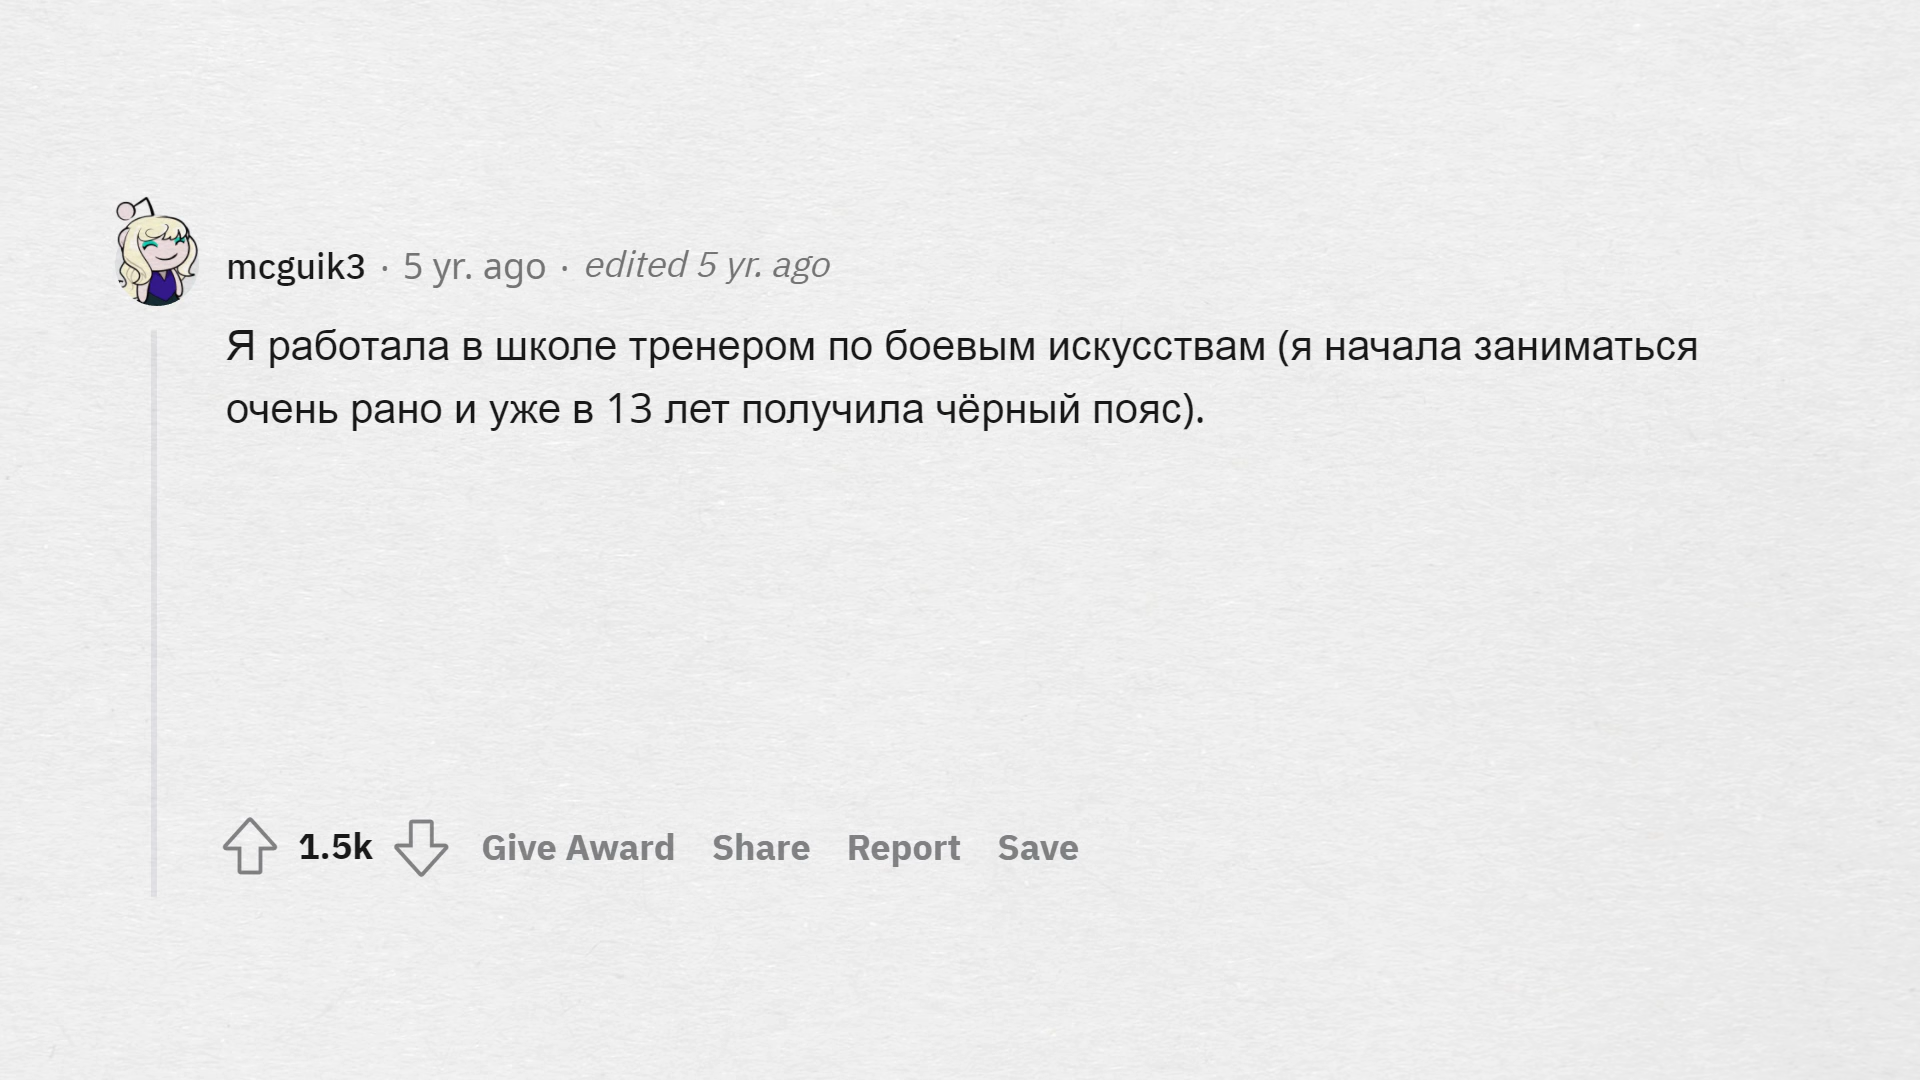 mcguik3 · 5 yr. ago · edited 5 yr. ago
Я работала в школе тренером по боевым искусствам (я начала заниматься
очень рано и уже в 13 лет получила чёрный пояс).
1.5k Give Award Share Report Save